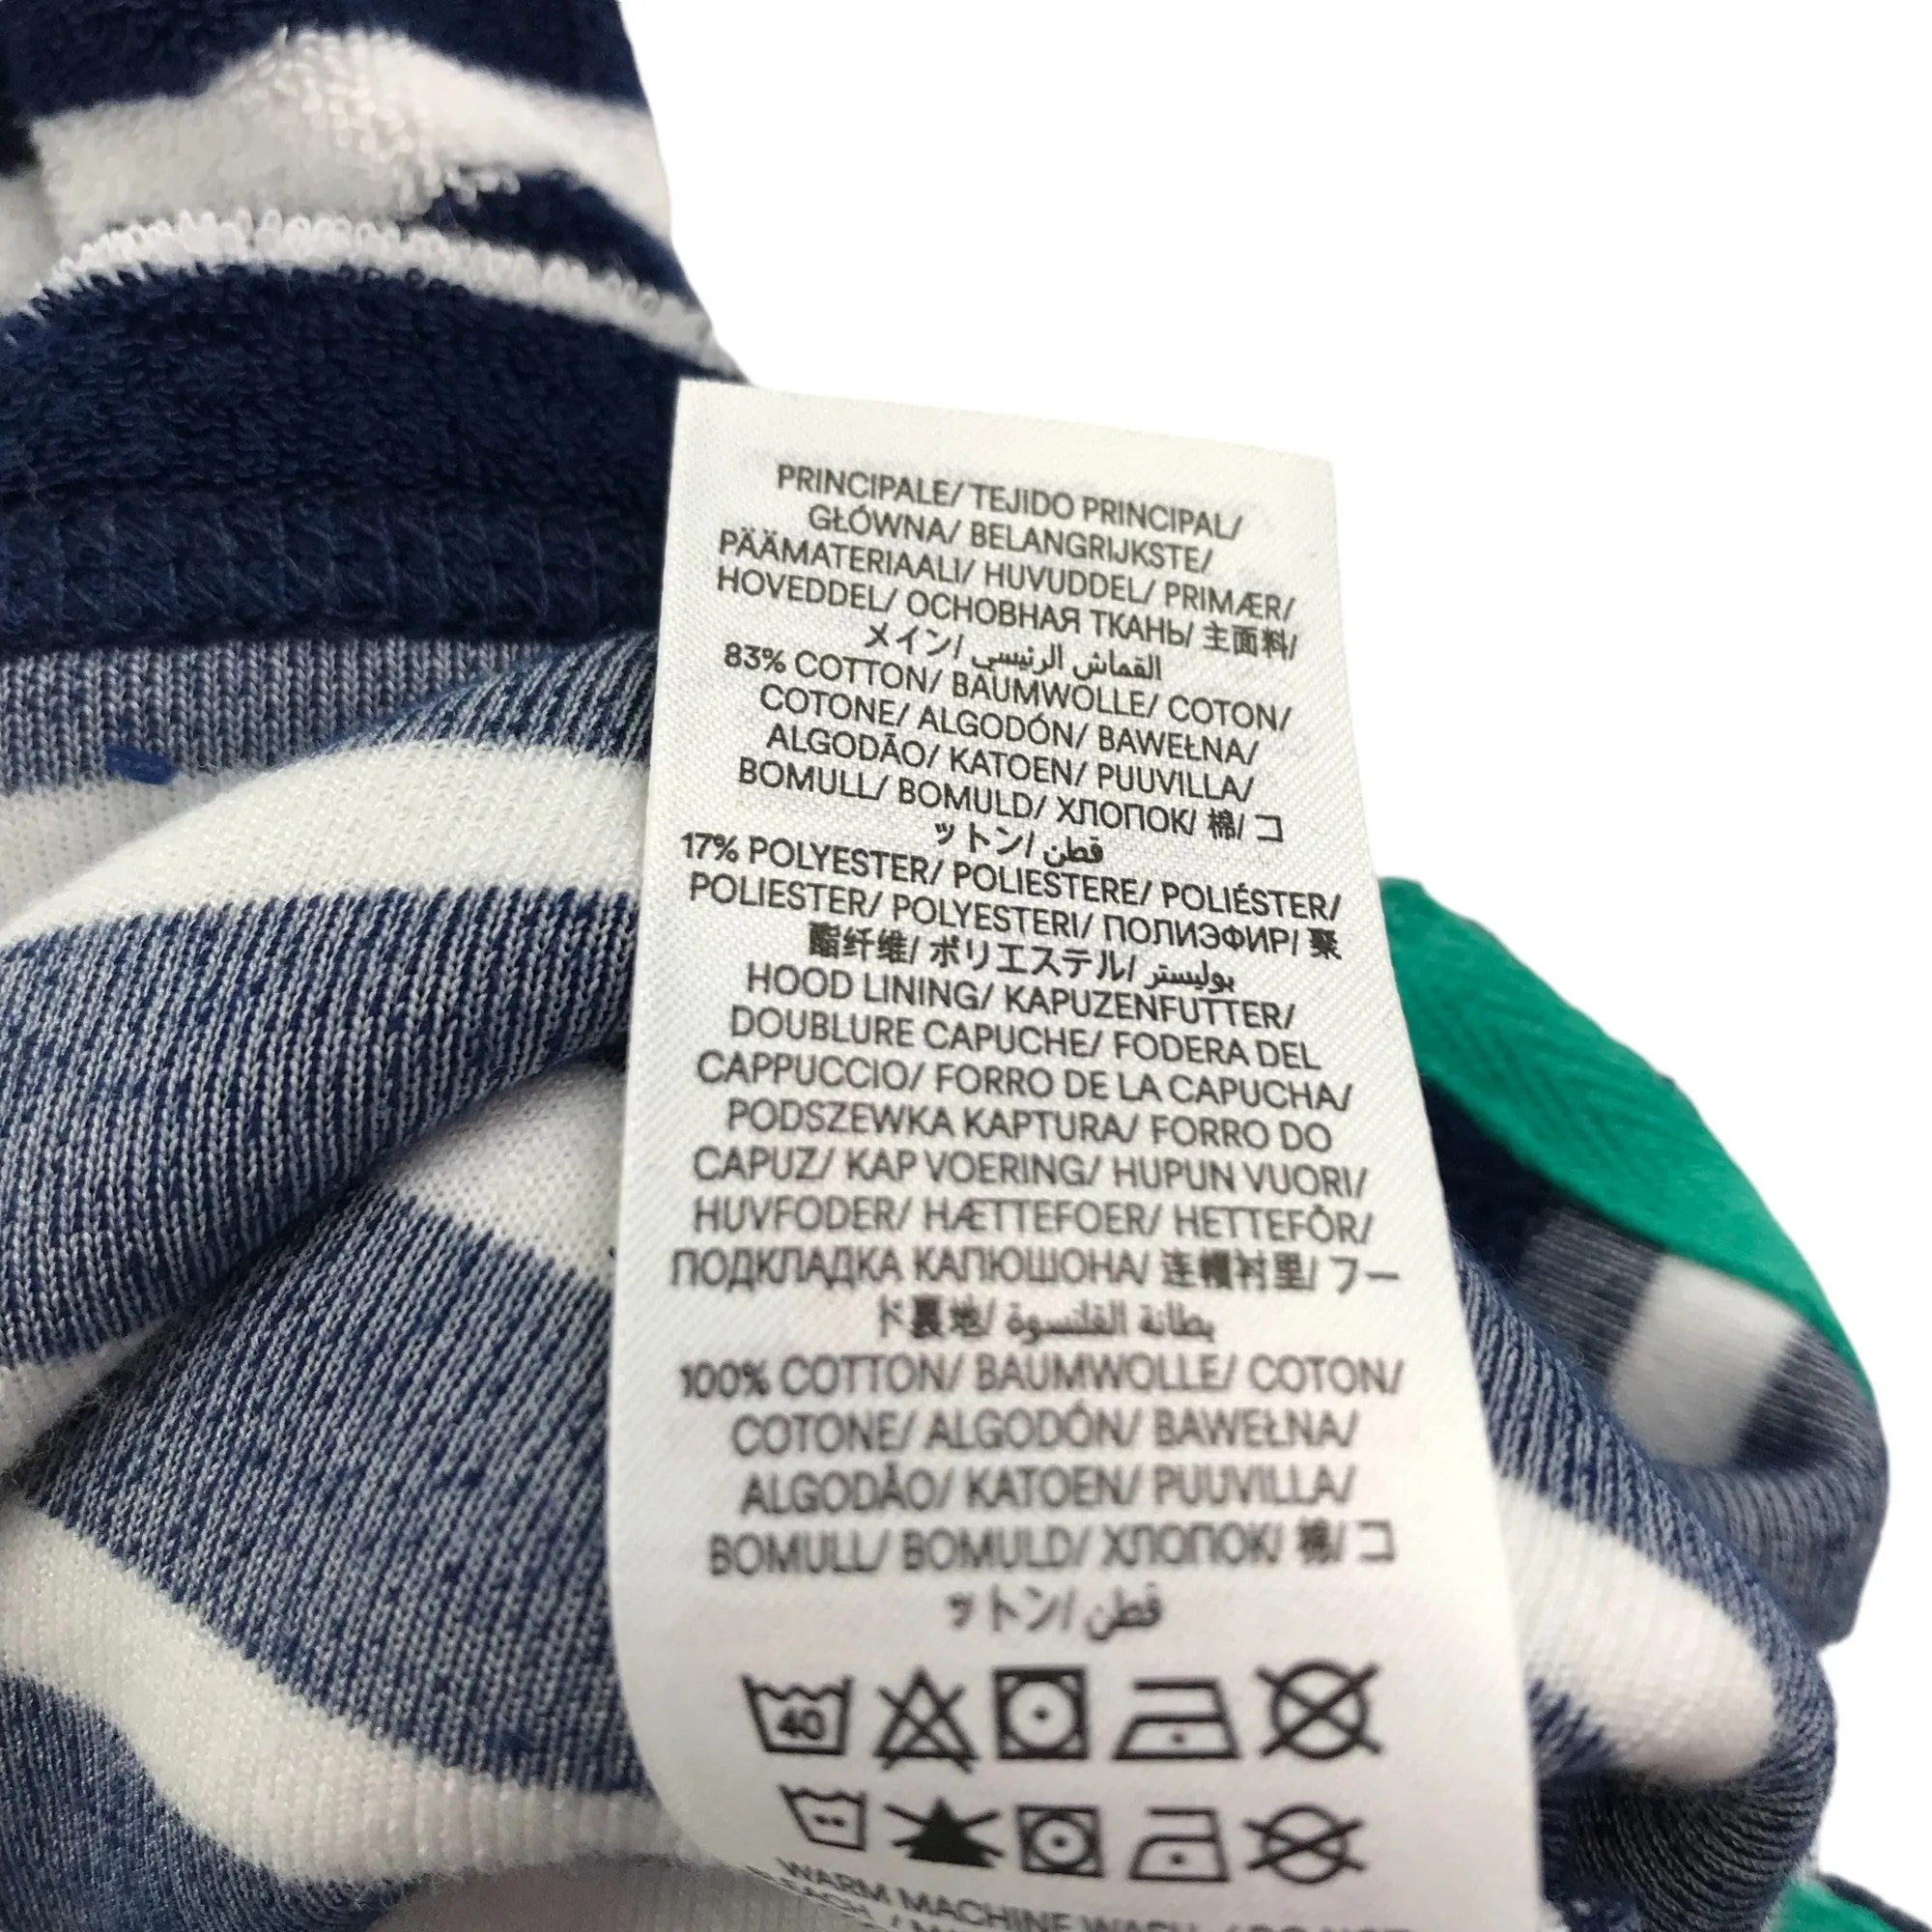 PRINCIPALE/ TEJIDO PRINCIPAL/
GŁÓWNA/ BELANGRIJKSTE/
PÄÄMATERIAALI/ HUVUDDEL/ PRIMÆR/
HOVEDDEL/ ОСНОВНАЯ ТКАНЬ/ 主面料/
メイン/ القماش الرئيسي
83% COTTON/ BAUMWOLLE/ COTON/
COTONE/ ALGODÓN/ BAWEŁNA/
ALGODÃO/ KATOEN/ PUUVILLA/
BOMULL/ BOMULD/ ХЛОПОК/ 棉/ コ
ットン/ قطن
17% POLYESTER/ POLIESTERE/ POLIÉSTER/
POLIESTER/ POLYESTERI/ ПОЛИЭФИР/ 聚
酯纤维/ ポリエステル/ بوليستر
HOOD LINING/ KAPUZENFUTTER/
DOUBLURE CAPUCHE/ FODERA DEL
CAPPUCCIO/ FORRO DE LA CAPUCHA/
PODSZEWKA KAPTURA/ FORRO DO
CAPUZ/ KAP VOERING/ HUPUN VUORI/
HUVFODER/ HÆTTEFOER/ HETTEFÔR/
ПОДКЛАДКА КАПЮШОНА/ 连帽衬里/ フー
ド裏地/ بطانة القلنسوة
100% COTTON/ BAUMWOLLE/ COTON/
COTONE/ ALGODÓN/ BAWEŁNA/
ALGODÃO/ KATOEN/ PUUVILLA/
BOMULL/ BOMULD/ ХЛОПОК/ 棉/ コ
ットン/ قطن
40
WARM MACHINE WASH